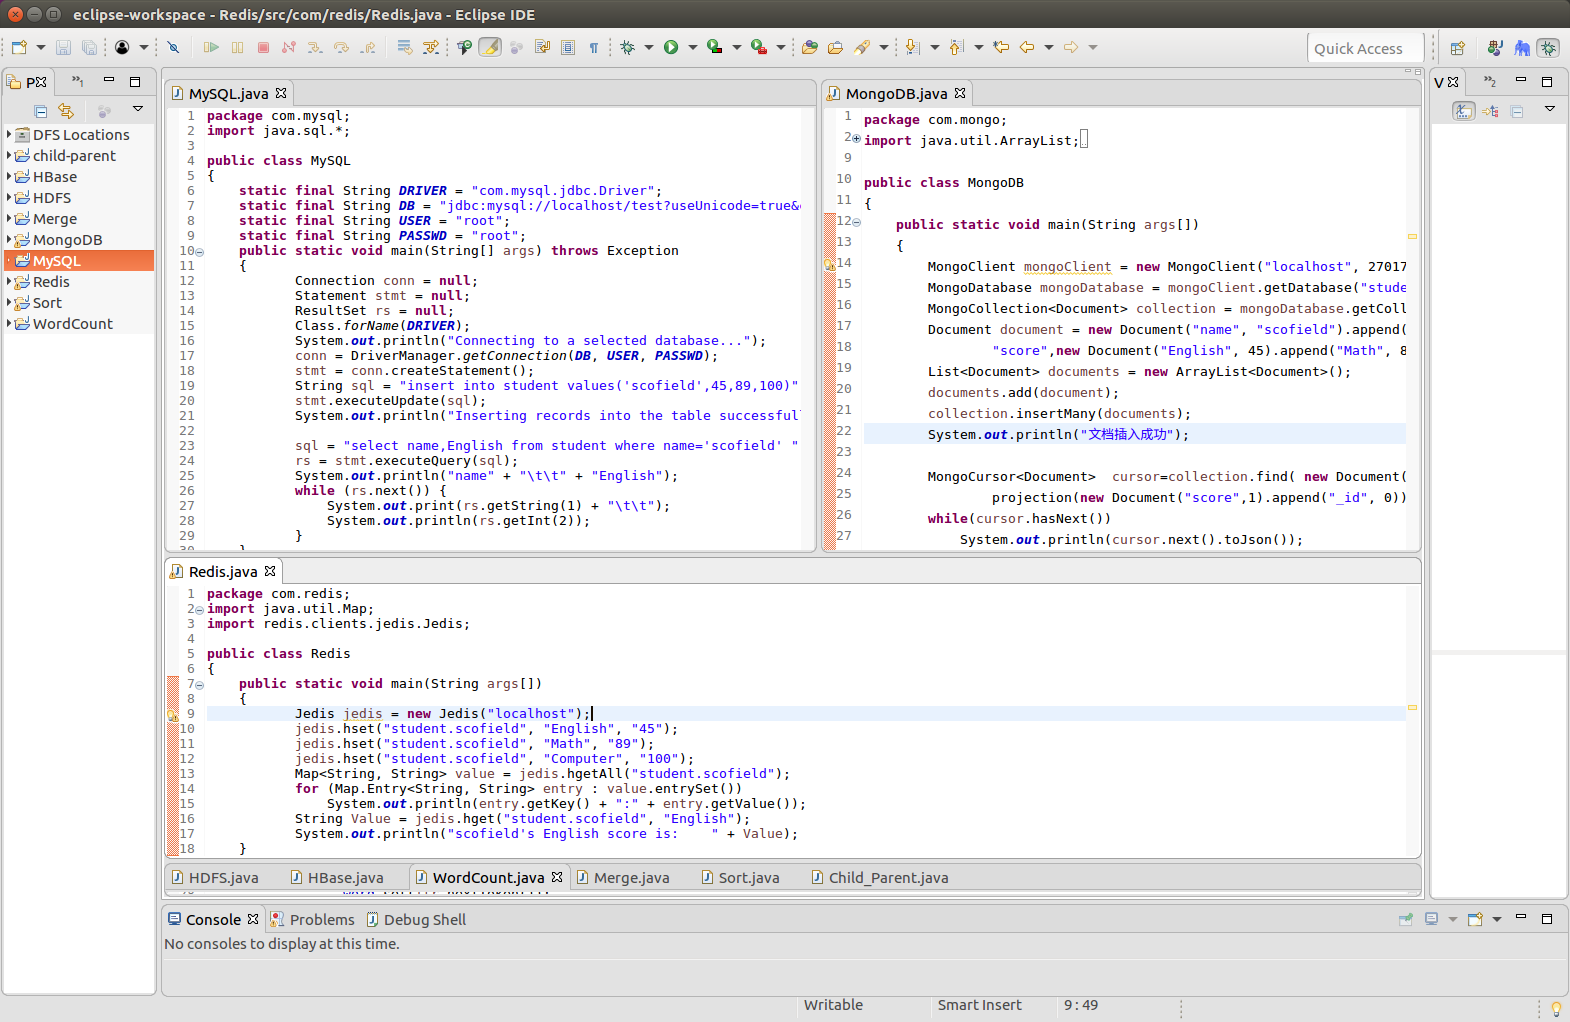 eclipse-workspace - Redis/src/com/redis/Redis.java - Eclipse IDE
Quick Access
P
»1
DFS Locations
child-parent
HBase
HDFS
Merge
MongoDB
MySQL
Redis
Sort
WordCount
MySQL.java
1 package com.mysql;
2 import java.sql.*;
3
4 public class MySQL
5 {
6 static final String DRIVER = "com.mysql.jdbc.Driver";
7 static final String DB = "jdbc:mysql://localhost/test?useUnicode=true&
8 static final String USER = "root";
9 static final String PASSWD = "root";
10 public static void main(String[] args) throws Exception
11 {
12 Connection conn = null;
13 Statement stmt = null;
14 ResultSet rs = null;
15 Class.forName(DRIVER);
16 System.out.println("Connecting to a selected database...");
17 conn = DriverManager.getConnection(DB, USER, PASSWD);
18 stmt = conn.createStatement();
19 String sql = "insert into student values('scofield',45,89,100)"
20 stmt.executeUpdate(sql);
21 System.out.println("Inserting records into the table successful
22
23 sql = "select name,English from student where name='scofield' "
24 rs = stmt.executeQuery(sql);
25 System.out.println("name" + "\t\t" + "English");
26 while (rs.next()) {
27 System.out.print(rs.getString(1) + "\t\t");
28 System.out.println(rs.getInt(2));
29 }
30 }
MongoDB.java
1 package com.mongo;
2 import java.util.ArrayList;
9
10 public class MongoDB
11 {
12 public static void main(String args[])
13 {
14 MongoClient mongoClient = new MongoClient("localhost", 27017
15 MongoDatabase mongoDatabase = mongoClient.getDatabase("stude
16 MongoCollection<Document> collection = mongoDatabase.getColl
17 Document document = new Document("name", "scofield").append(
18 "score",new Document("English", 45).append("Math", 8
19 List<Document> documents = new ArrayList<Document>();
20 documents.add(document);
21 collection.insertMany(documents);
22 System.out.println("文档插入成功");
23
24 MongoCursor<Document>  cursor=collection.find( new Document(
25 projection(new Document("score",1).append("_id", 0))
26 while(cursor.hasNext())
27 System.out.println(cursor.next().toJson());
Redis.java
1 package com.redis;
2 import java.util.Map;
3 import redis.clients.jedis.Jedis;
4
5 public class Redis
6 {
7 public static void main(String args[])
8 {
9 Jedis jedis = new Jedis("localhost");
10 jedis.hset("student.scofield", "English", "45");
11 jedis.hset("student.scofield", "Math", "89");
12 jedis.hset("student.scofield", "Computer", "100");
13 Map<String, String> value = jedis.hgetAll("student.scofield");
14 for (Map.Entry<String, String> entry : value.entrySet())
15 System.out.println(entry.getKey() + ":" + entry.getValue());
16 String Value = jedis.hget("student.scofield", "English");
17 System.out.println("scofield's English score is:    " + Value);
18 }
HDFS.java HBase.java WordCount.java Merge.java Sort.java Child_Parent.java
V
»2
Console Problems Debug Shell
No consoles to display at this time.
Writable Smart Insert 9 : 49